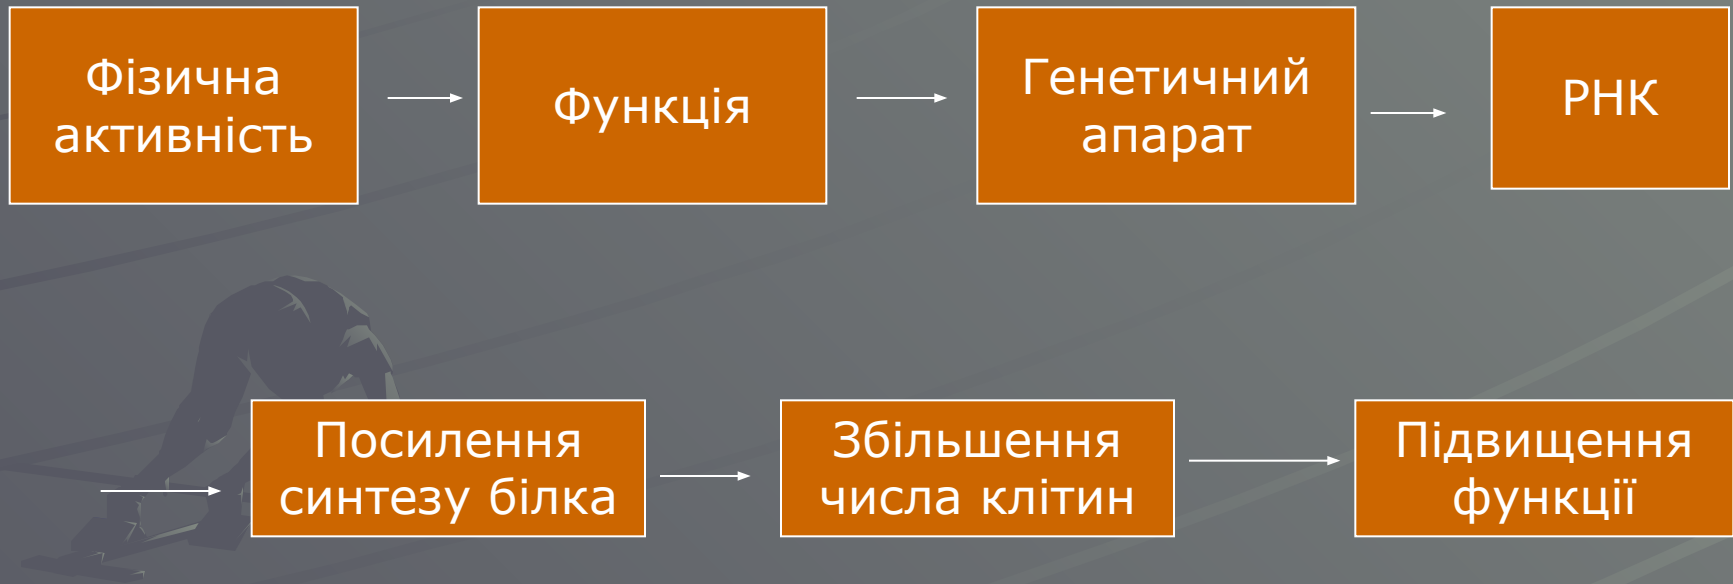 Фізична
активність
Функція
Генетичний
апарат
РНК
Посилення
синтезу білка
Збільшення
числа клітин
Підвищення
функції